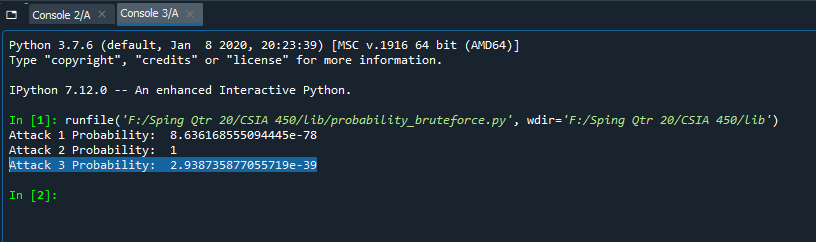 Console 2/A Console 3/A
Python 3.7.6 (default, Jan  8 2020, 20:23:39) [MSC v.1916 64 bit (AMD64)]
Type "copyright", "credits" or "license" for more information.
IPython 7.12.0 -- An enhanced Interactive Python.
In [1]: runfile('F:/Sping Qtr 20/CSIA 450/lib/probability_bruteforce.py', wdir='F:/Sping Qtr 20/CSIA 450/lib')
Attack 1 Probability:  8.636168555094445e-78
Attack 2 Probability:  1
Attack 3 Probability:  2.938735877055719e-39
In [2]: